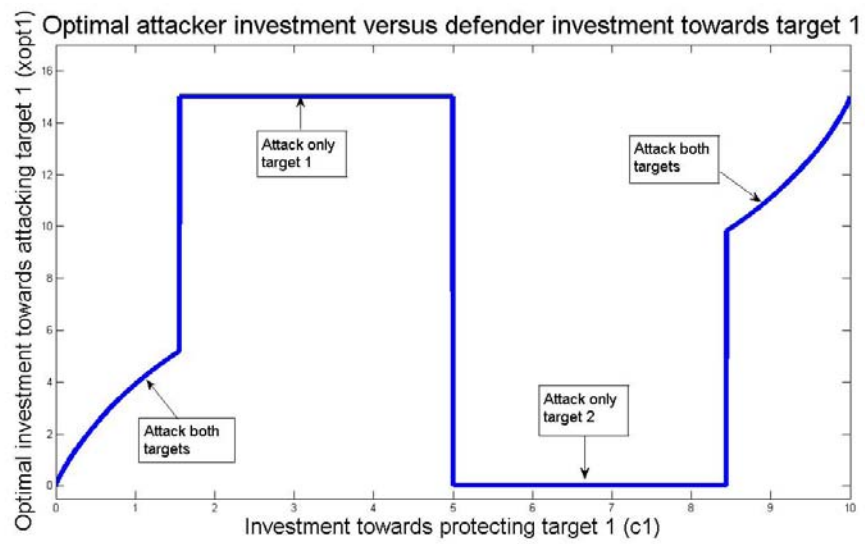 Optimal attacker investment versus defender investment towards target 1
Optimal investment towards attacking target 1 (xopt1)
16
14
12
10
8
6
4
2
0
Attack only
target 1
Attack both
targets
Attack both
targets
Attack only
target 2
0 1 2 3 4 5 6 7 8 9 10
Investment towards protecting target 1 (c1)